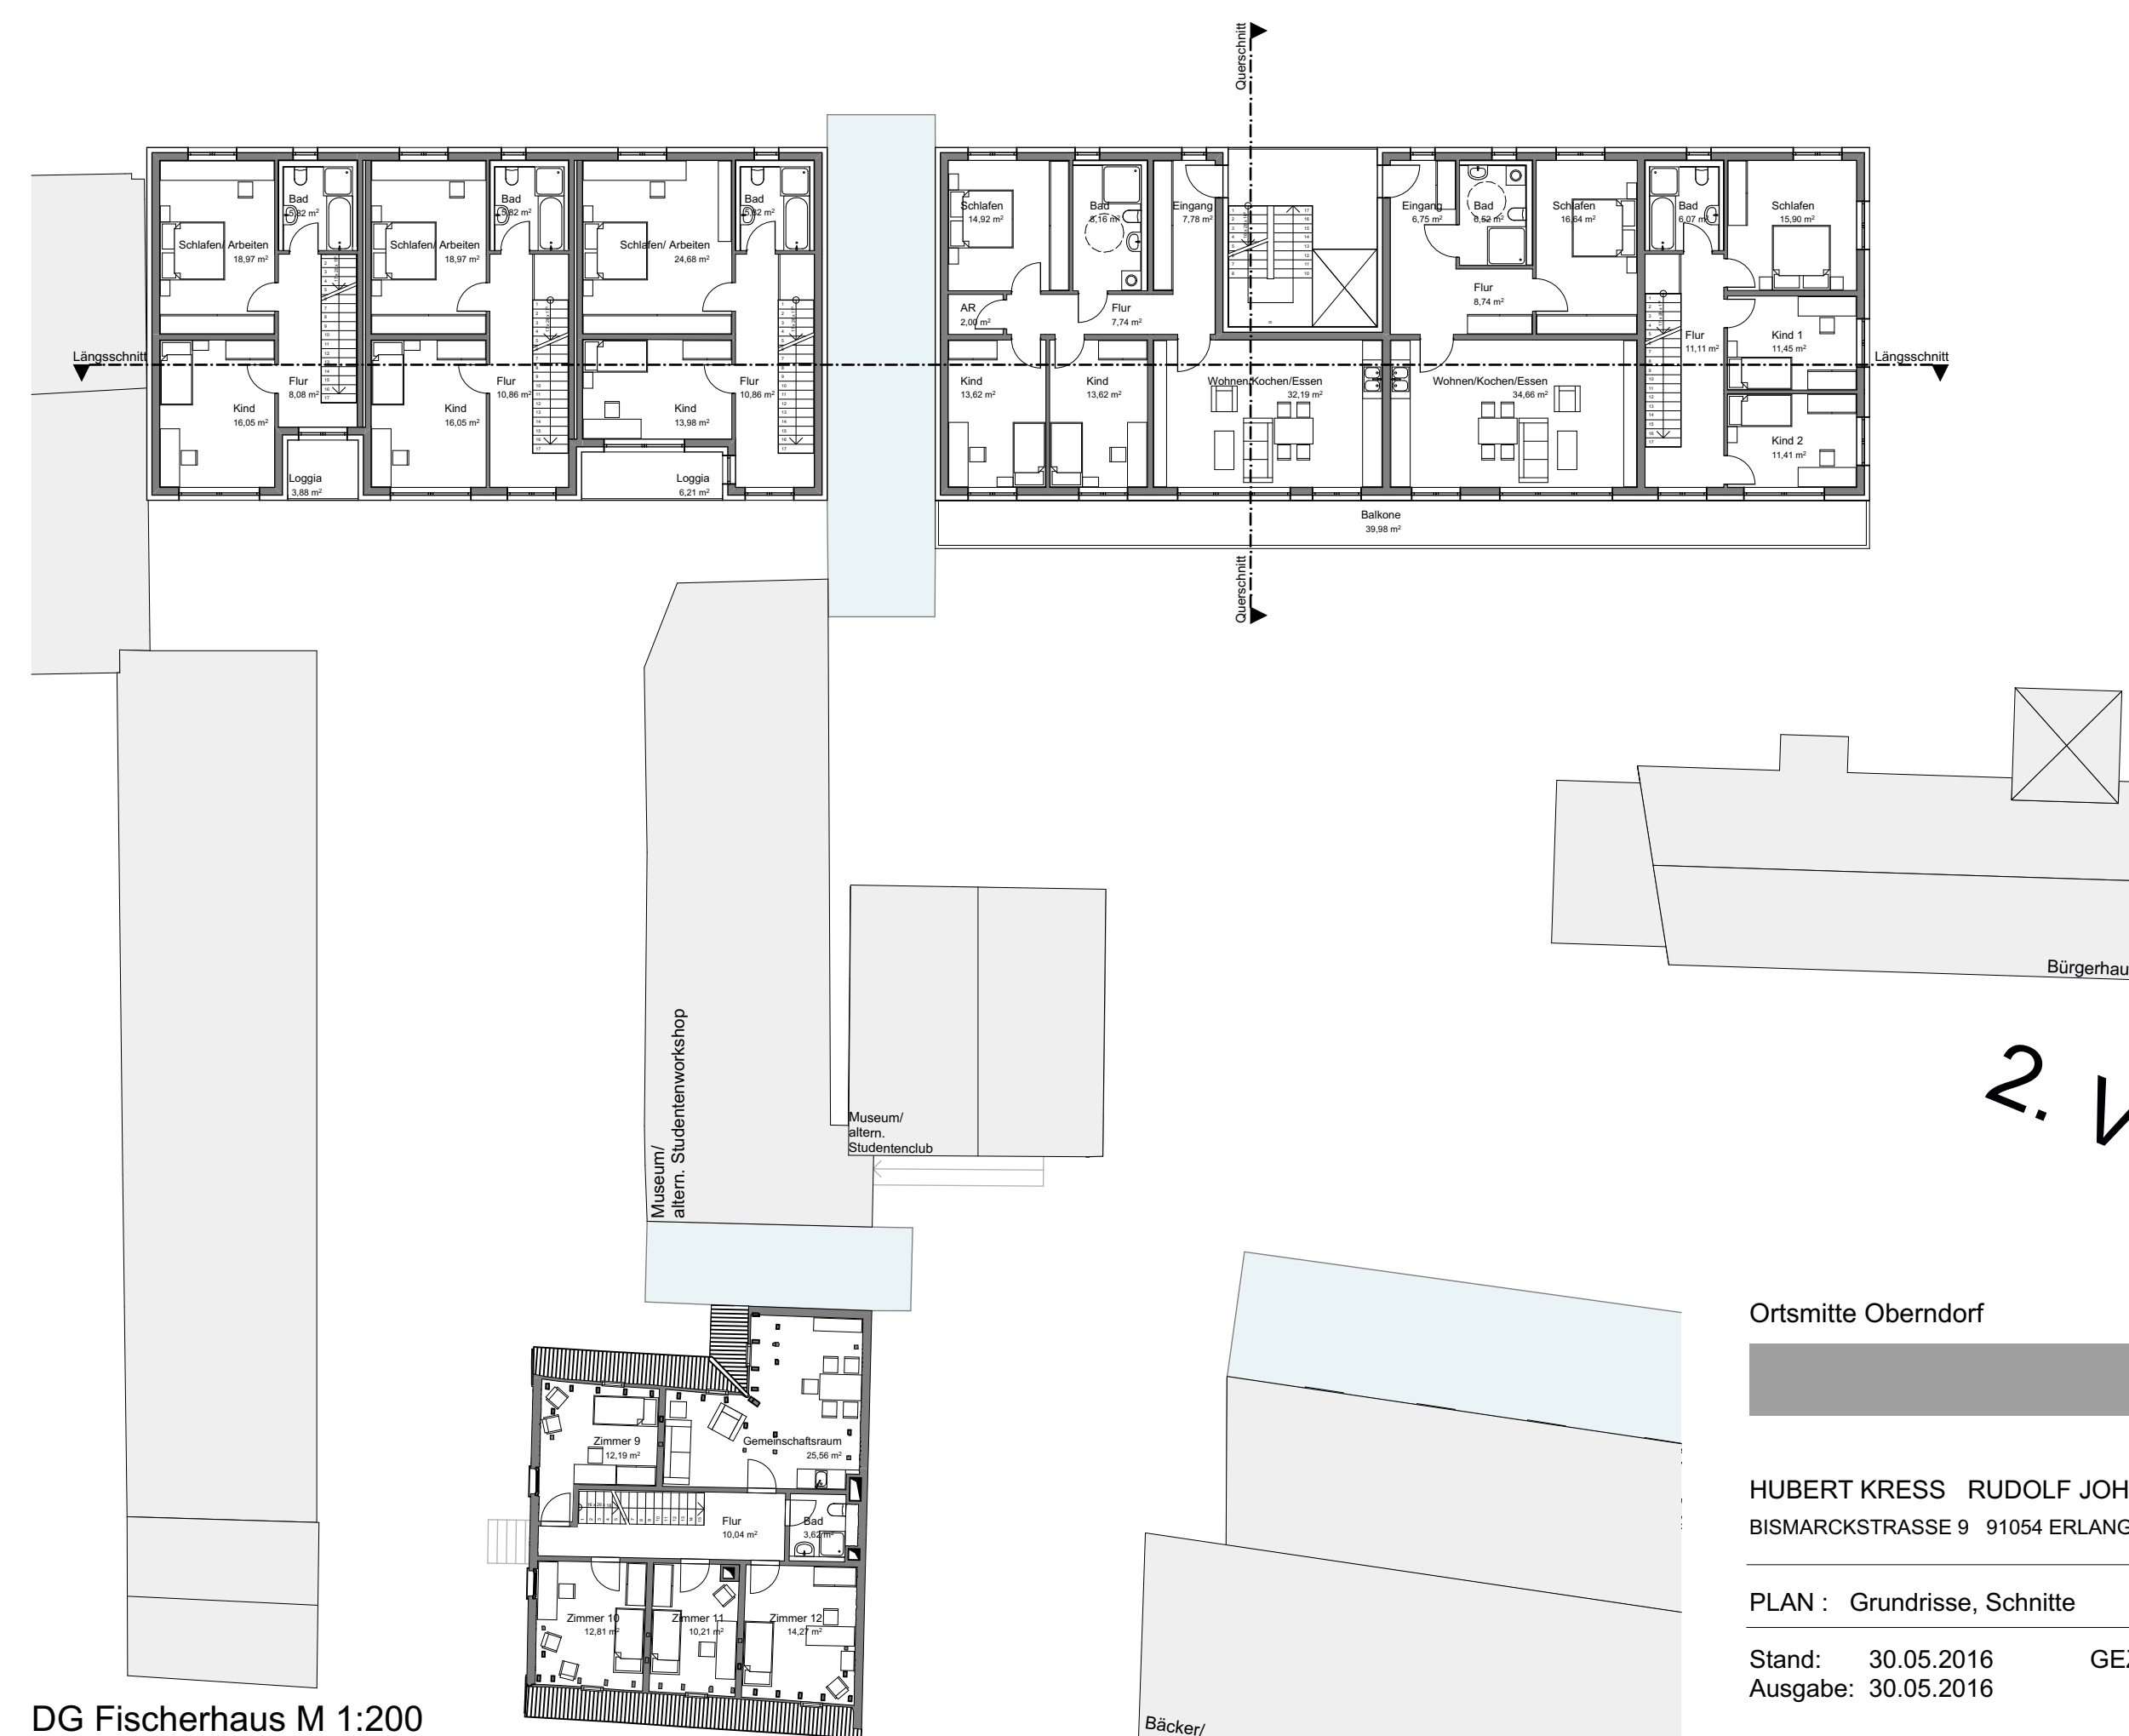 Querschnitt
Bad
5,82 m²
Schlafen/ Arbeiten
18,97 m²
Bad
5,82 m²
Schlafen/ Arbeiten
18,97 m²
Bad
5,82 m²
Schlafen/ Arbeiten
24,68 m²
Schlafen
14,92 m²
Bad
8,16 m²
Eingang
7,78 m²
Eingang
6,75 m²
Bad
6,52 m²
Schlafen
16,64 m²
Bad
6,07 m²
Schlafen
15,90 m²
AR
2,00 m²
Flur
7,74 m²
Flur
8,74 m²
Flur
11,11 m²
Kind 1
11,45 m²
Längsschnitt
Längsschnitt
Flur
8,08 m²
Kind
16,05 m²
Flur
10,86 m²
Kind
16,05 m²
Flur
10,86 m²
Kind
13,98 m²
Kind
13,62 m²
Kind
13,62 m²
Wohnen/Kochen/Essen
32,19 m²
Wohnen/Kochen/Essen
34,66 m²
Kind 2
11,41 m²
Loggia
3,88 m²
Loggia
6,21 m²
Balkone
39,98 m²
Querschnitt
Bürgerhau
2. V
Museum/
altern. Studentenworkshop
Museum/
altern.
Studentenclub
Zimmer 9
12,19 m²
Gemeinschaftsraum
25,56 m²
Flur
10,04 m²
Bad
3,62 m²
Zimmer 10
12,81 m²
Zimmer 11
10,21 m²
Zimmer 12
14,27 m²
Bäcker/
DG Fischerhaus M 1:200
Ortsmitte Oberndorf
HUBERT KRESS RUDOLF JOH
BISMARCKSTRASSE 9 91054 ERLANG
PLAN : Grundrisse, Schnitte
Stand: 30.05.2016 GEZ
Ausgabe: 30.05.2016